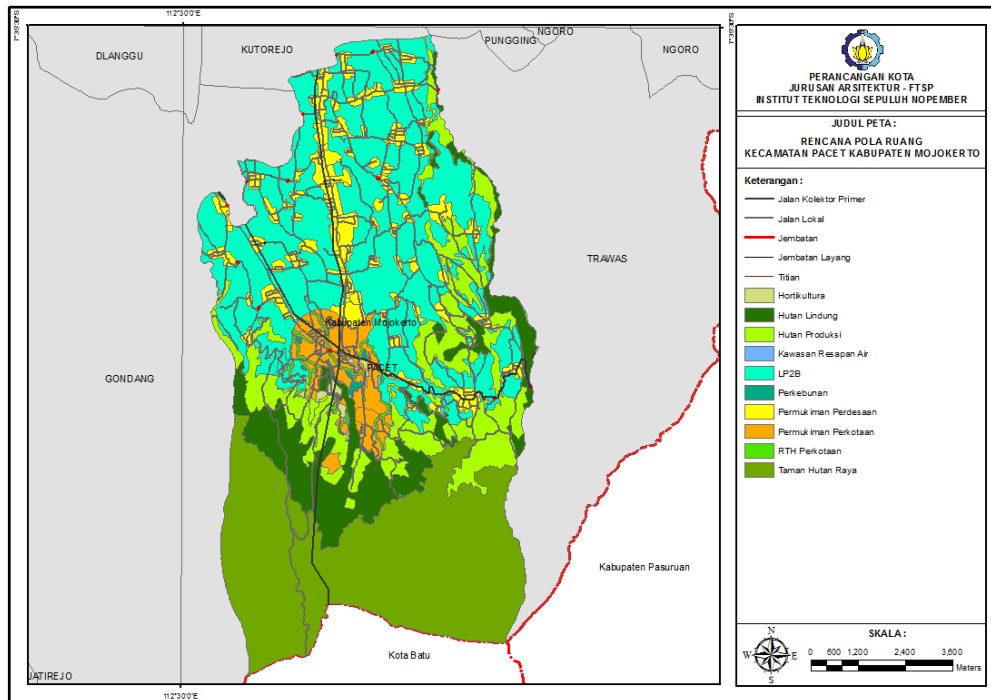 112°30'0"E
7°35'30"S
7°35'30"S
DLANGGU
KUTOREJO
PUNGGING
NGORO
NGORO
TRAWAS
GONDANG
Kabupaten Mojokerto
PACET
Kabupaten Pasuruan
Kota Batu
JATIREJO
112°30'0"E
PERANCANGAN KOTA
JURUSAN ARSITEKTUR - FTSP
INSTITUT TEKNOLOGI SEPULUH NOPEMBER
JUDUL PETA :
RENCANA POLA RUANG
KECAMATAN PACET KABUPATEN MOJOKERTO
Keterangan :
Jalan Kolektor Primer
Jalan Lokal
Jembatan
Jembatan Layang
Titian
Hortikultura
Hutan Lindung
Hutan Produksi
Kawasan Resapan Air
LP2B
Perkebunan
Permukiman Perdesaan
Permukiman Perkotaan
RTH Perkotaan
Taman Hutan Raya
SKALA :
N
W E
S
0 600 1,200 2,400 3,600
Meters